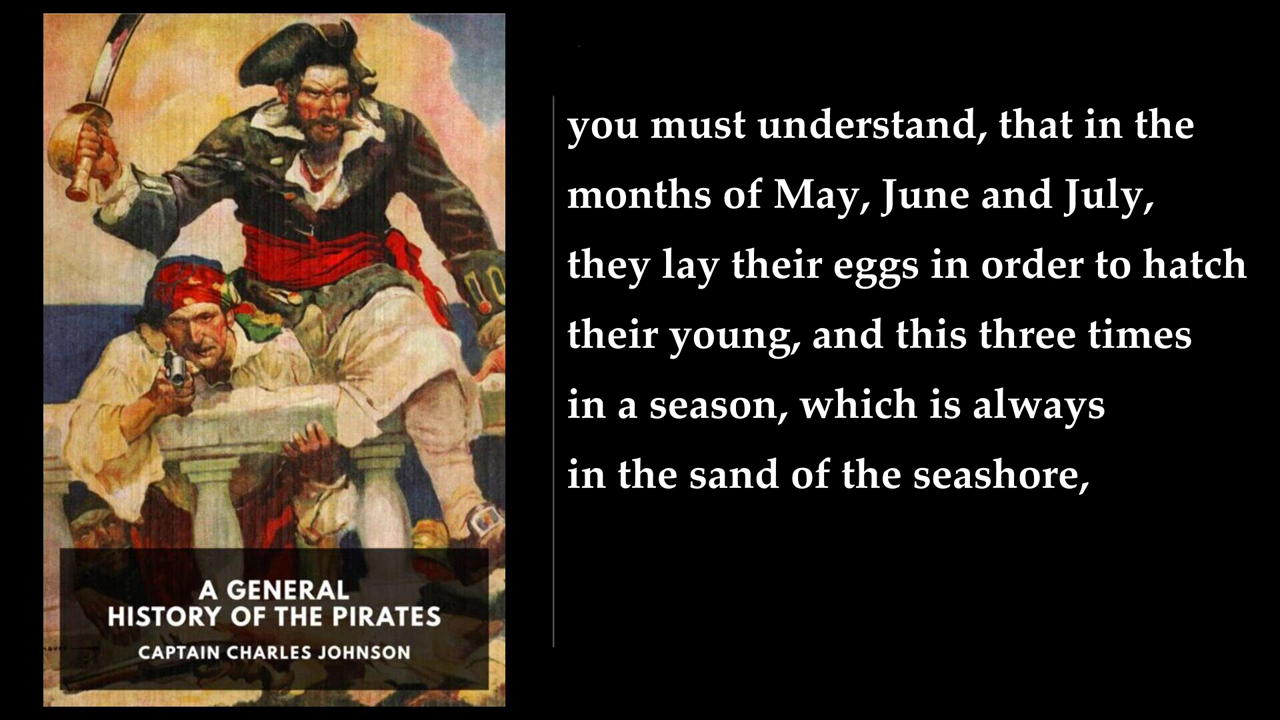 you must understand, that in the
months of May, June and July,
they lay their eggs in order to hatch
their young, and this three times
in a season, which is always
in the sand of the seashore,
A GENERAL
HISTORY OF THE PIRATES
CAPTAIN CHARLES JOHNSON